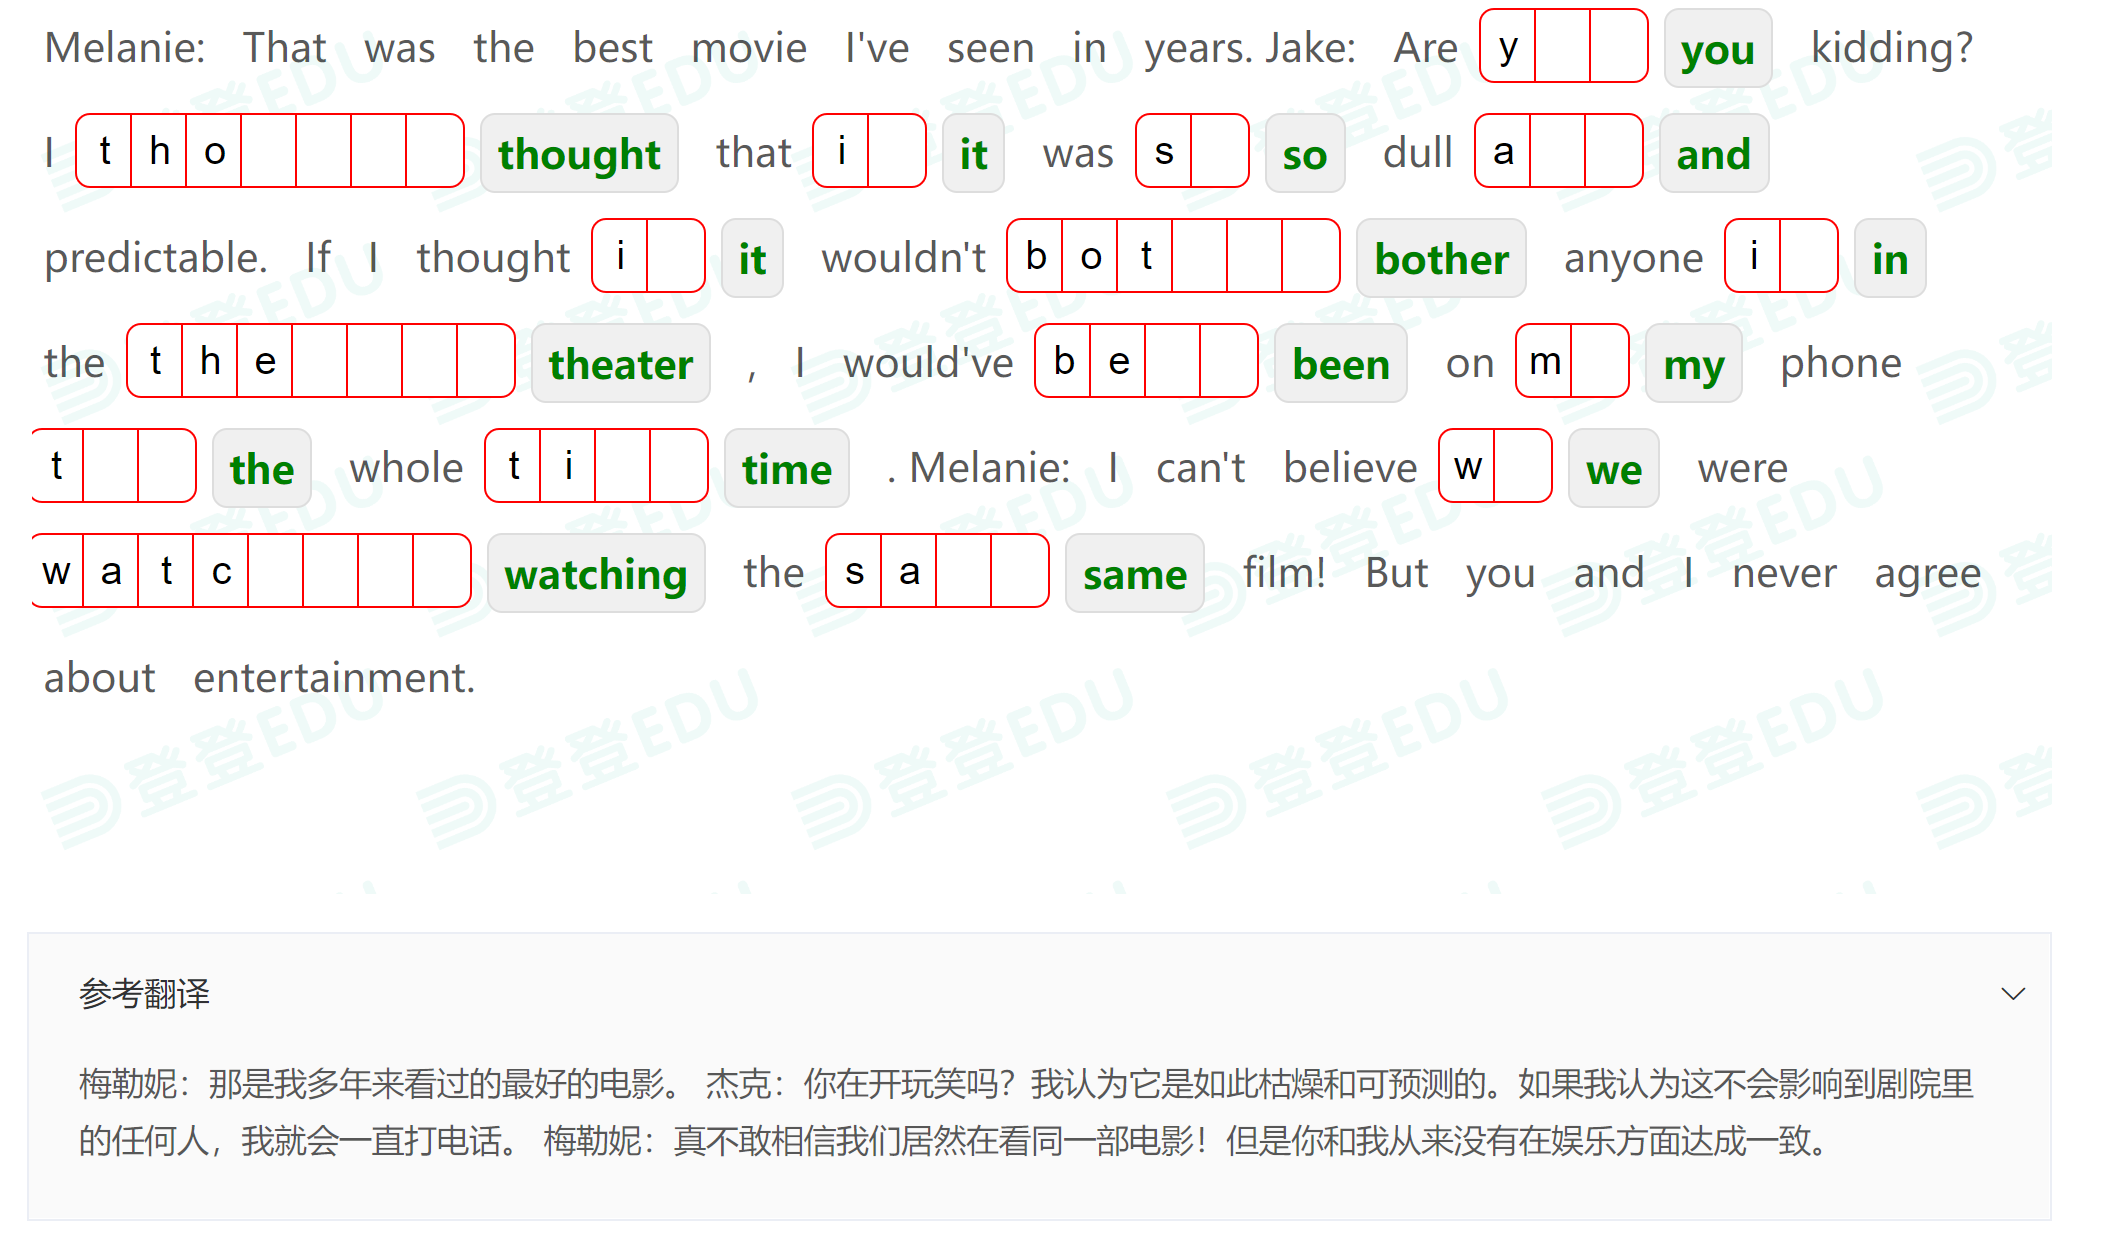 Melanie: That was the best movie I've seen in years. Jake: Are y you kidding?
I t h o thought that i it was s so dull a and
predictable. If I thought i it wouldn't b o t bother anyone i in
the t h e theater , I would've b e been on m my phone
t the whole t i time . Melanie: I can't believe w we were
w a t c watching the s a same film! But you and I never agree
about entertainment.
参考翻译
梅勒妮：那是我多年来看过的最好的电影。 杰克：你在开玩笑吗？我认为它是如此枯燥和可预测的。如果我认为这不会影响到剧院里
的任何人，我就会一直打电话。 梅勒妮：真不敢相信我们居然在看同一部电影！但是你和我从来没有在娱乐方面达成一致。